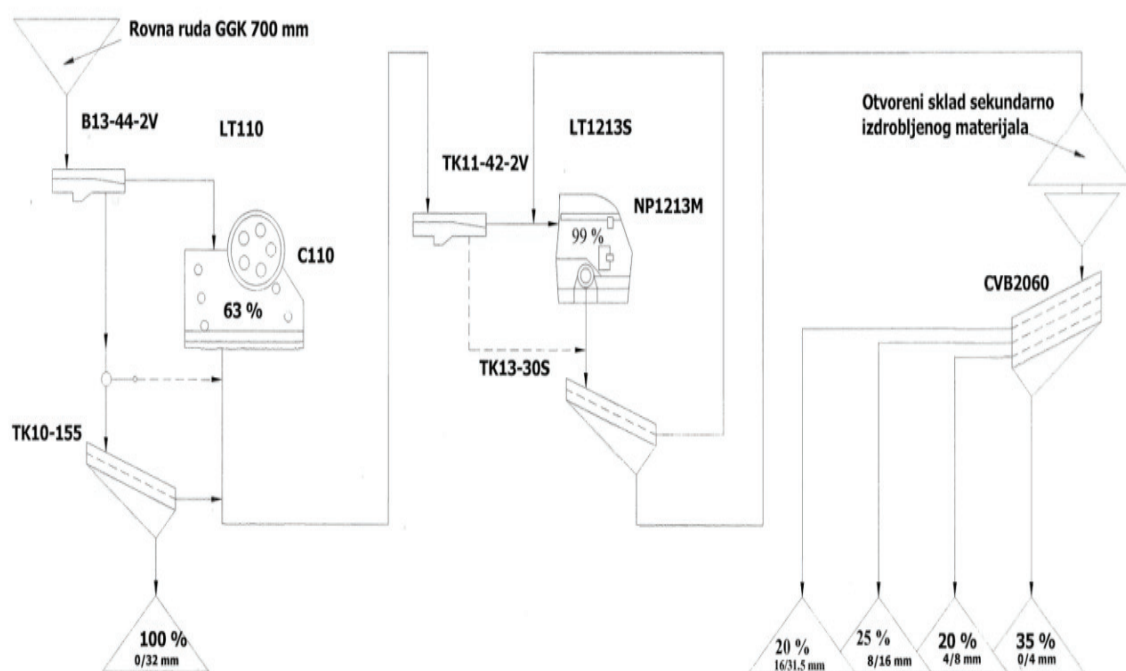 Rovna ruda GGK 700 mm
B13-44-2V
LT110
C110
63 %
TK10-155
100 %
0/32 mm
TK11-42-2V
LT1213S
NP1213M
99 %
TK13-30S
Otvoreni sklad sekundarno
izdrobljenog materijala
CVB2060
20 %
16/31,5 mm
25 %
8/16 mm
20 %
4/8 mm
35 %
0/4 mm